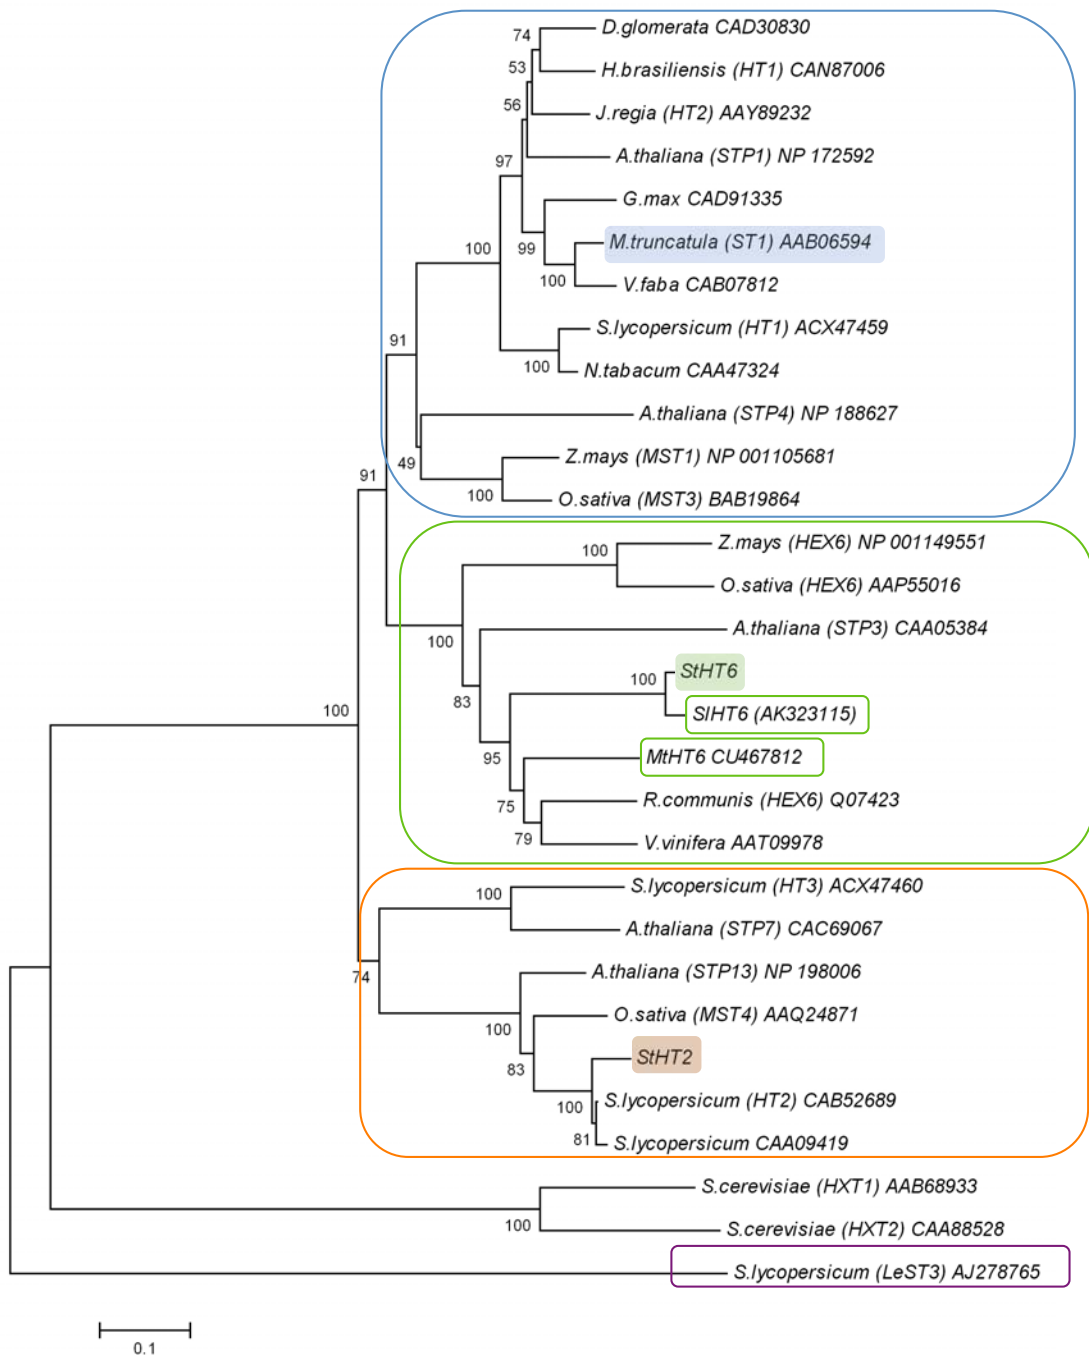 D.glomerata CAD30830
74
53
H.brasiliensis (HT1) CAN87006
56
J.regia (HT2) AAY89232
97
A.thaliana (STP1) NP 172592
G.max CAD91335
100
99
M.truncatula (ST1) AAB06594
100
V.faba CAB07812
S.lycopersicum (HT1) ACX47459
91
100
N.tabacum CAA47324
A.thaliana (STP4) NP 188627
49
Z.mays (MST1) NP 001105681
91
100
O.sativa (MST3) BAB19864
Z.mays (HEX6) NP 001149551
100
O.sativa (HEX6) AAP55016
100
A.thaliana (STP3) CAA05384
StHT6
100
83
SlHT6 (AK323115)
100
95
MtHT6 CU467812
75
R.communis (HEX6) Q07423
79
V.vinifera AAT09978
S.lycopersicum (HT3) ACX47460
100
A.thaliana (STP7) CAC69067
74
A.thaliana (STP13) NP 198006
100
O.sativa (MST4) AAQ24871
83
StHT2
100
S.lycopersicum (HT2) CAB52689
81
S.lycopersicum CAA09419
S.cerevisiae (HXT1) AAB68933
100
S.cerevisiae (HXT2) CAA88528
S.lycopersicum (LeST3) AJ278765
0.1